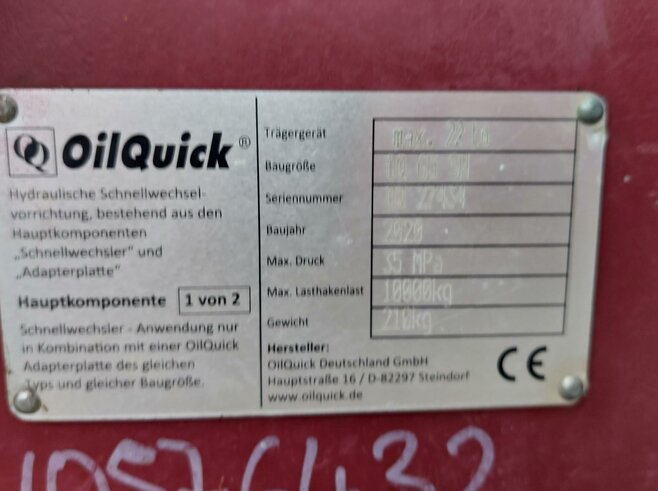 OilQuick®
Hydraulische Schnellwechsel-
vorrichtung, bestehend aus den
Hauptkomponenten
„Schnellwechsler" und
„Adapterplatte"
Hauptkomponente 1 von 2
Schnellwechsler - Anwendung nur
in Kombination mit einer OilQuick
Adapterplatte des gleichen
Typs und gleicher Baugröße.
Trägergerät max. 22 to
Baugröße
Seriennummer
Baujahr 2020
Max. Druck 35 MPa
Max. Lasthakenlast 10000kg
Gewicht 210kg
Hersteller:
OilQuick Deutschland GmbH
Hauptstraße 16 / D-82297 Steindorf
www.oilquick.de
CE